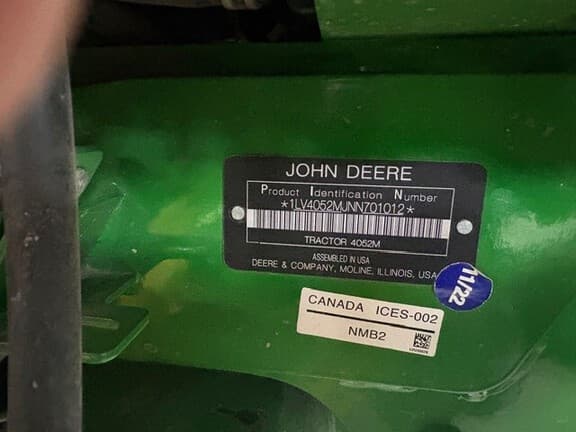 JOHN DEERE
Product Identification Number
*1LV4052MJNN701012*
TRACTOR 4052M
ASSEMBLED IN USA
DEERE & COMPANY, MOLINE, ILLINOIS, USA
11/22
CANADA ICES-002
NMB2